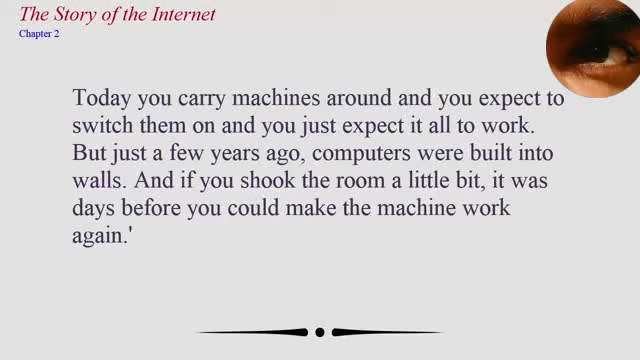 The Story of the Internet
Chapter 2
Today you carry machines around and you expect to
switch them on and you just expect it all to work.
But just a few years ago, computers were built into
walls. And if you shook the room a little bit, it was
days before you could make the machine work
again.'